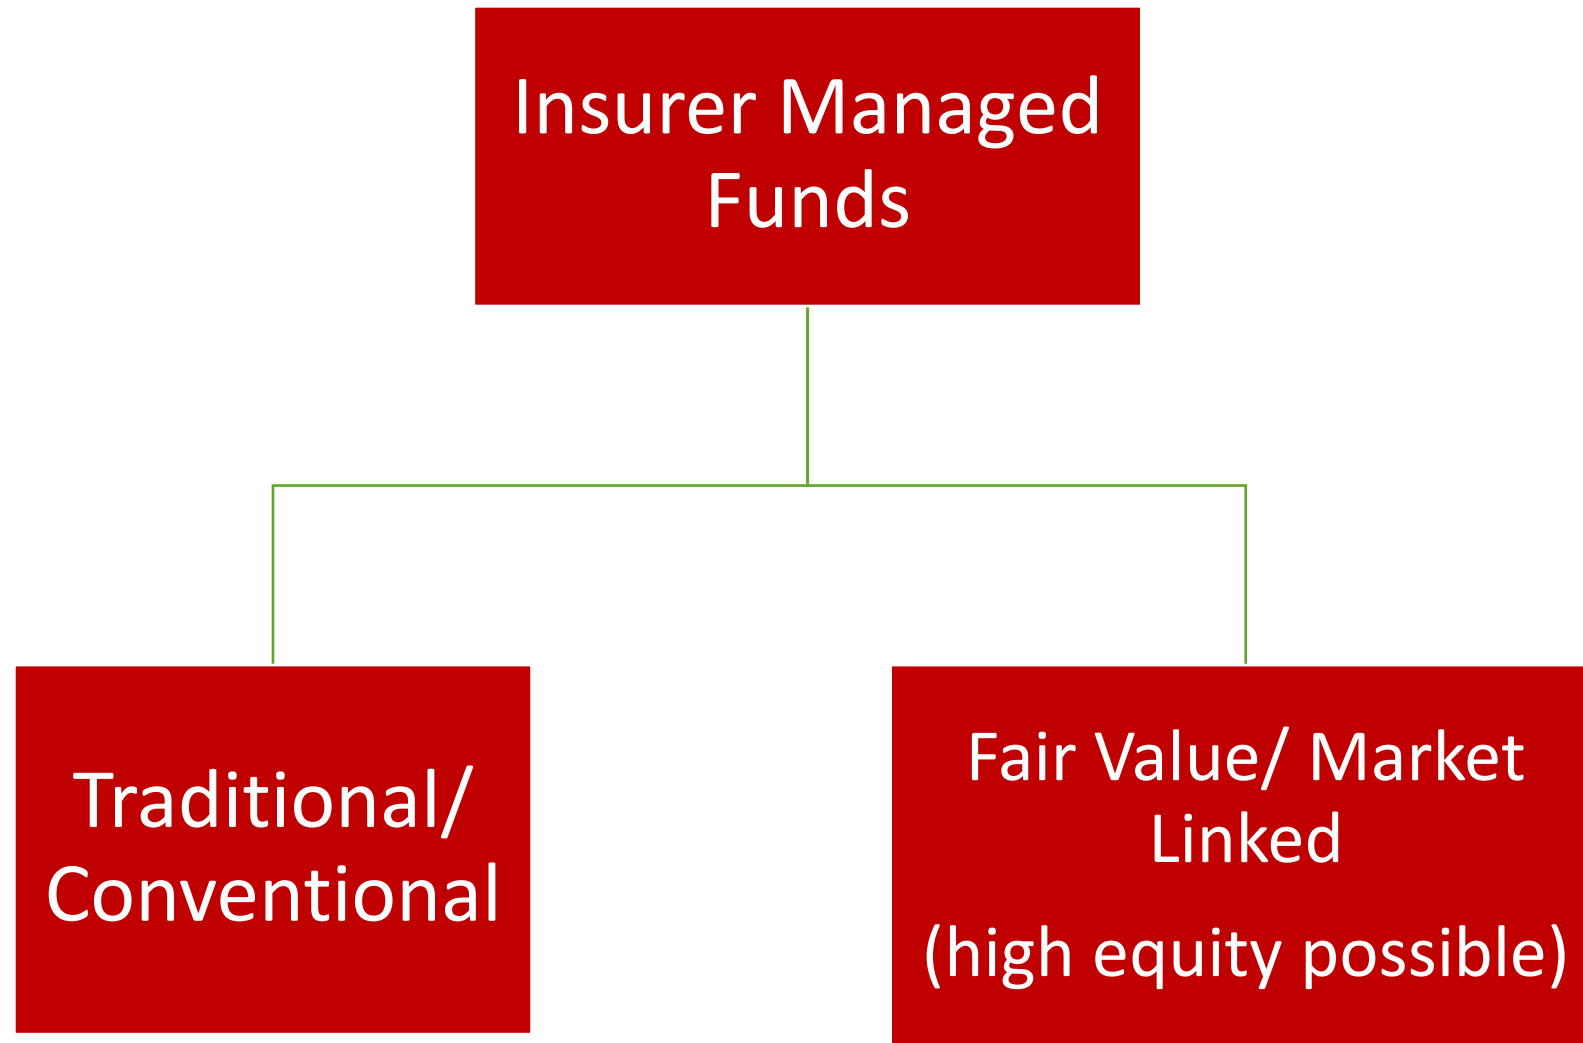 Insurer Managed
Funds
Traditional/
Conventional
Fair Value/ Market
Linked
(high equity possible)